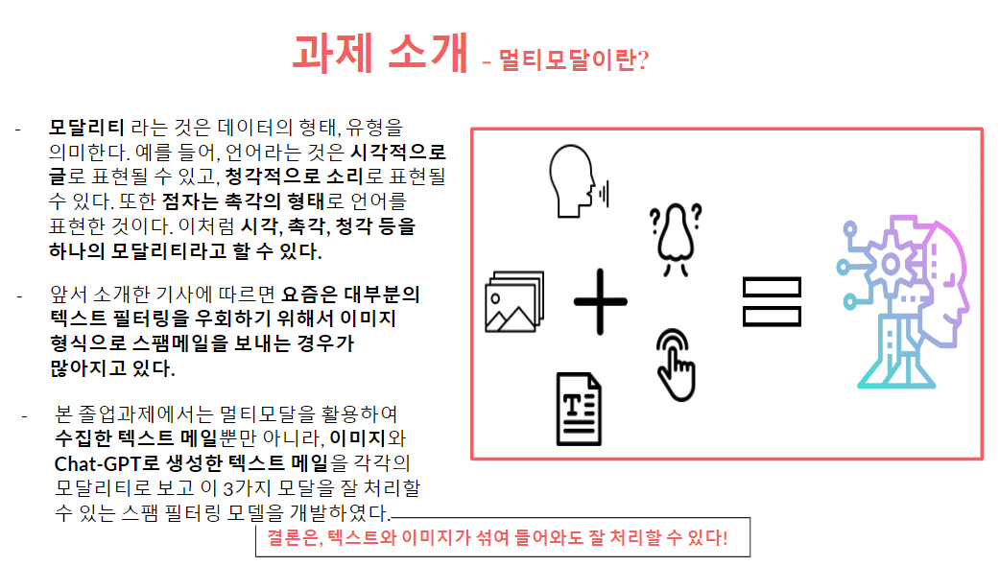 과제 소개 - 멀티모달이란?
- 모달리티 라는 것은 데이터의 형태, 유형을
의미한다. 예를 들어, 언어라는 것은 시각적으로
글로 표현될 수 있고, 청각적으로 소리로 표현될
수 있다. 또한 점자는 촉각의 형태로 언어를
표현한 것이다. 이처럼 시각, 촉각, 청각 등을
하나의 모달리티라고 할 수 있다.
- 앞서 소개한 기사에 따르면 요즘은 대부분의
텍스트 필터링을 우회하기 위해서 이미지
형식으로 스팸메일을 보내는 경우가
많아지고 있다.
- 본 졸업과제에서는 멀티모달을 활용하여
수집한 텍스트 메일뿐만 아니라, 이미지와
Chat-GPT로 생성한 텍스트 메일을 각각의
모달리티로 보고 이 3가지 모달을 잘 처리할
수 있는 스팸 필터링 모델을 개발하였다.
결론은, 텍스트와 이미지가 섞여 들어와도 잘 처리할 수 있다!
? ?
T